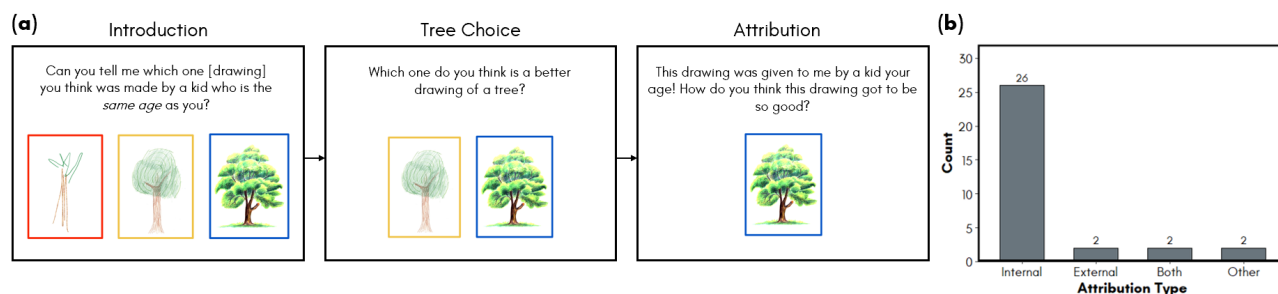 (a)
Introduction
Can you tell me which one [drawing]
you think was made by a kid who is the
same age as you?
Tree Choice
Which one do you think is a better
drawing of a tree?
Attribution
This drawing was given to me by a kid your
age! How do you think this drawing got to be
so good?
(b)
Count
30
25
20
15
10
5
0
26
2
2
2
Internal
External
Both
Other
Attribution Type